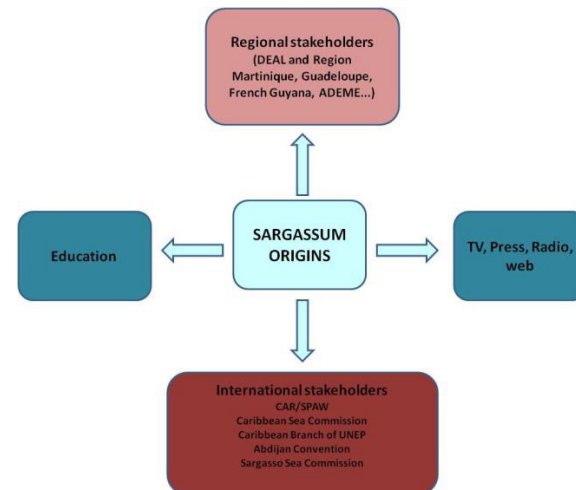 Regional stakeholders
(DEAL and Region
Martinique, Guadeloupe,
French Guyana, ADEME...)
SARGASSUM
ORIGINS
Education
TV, Press, Radio,
web
International stakeholders
CAR/SPAW
Caribbean Sea Commission
Caribbean Branch of UNEP
Abdijan Convention
Sargasso Sea Commission